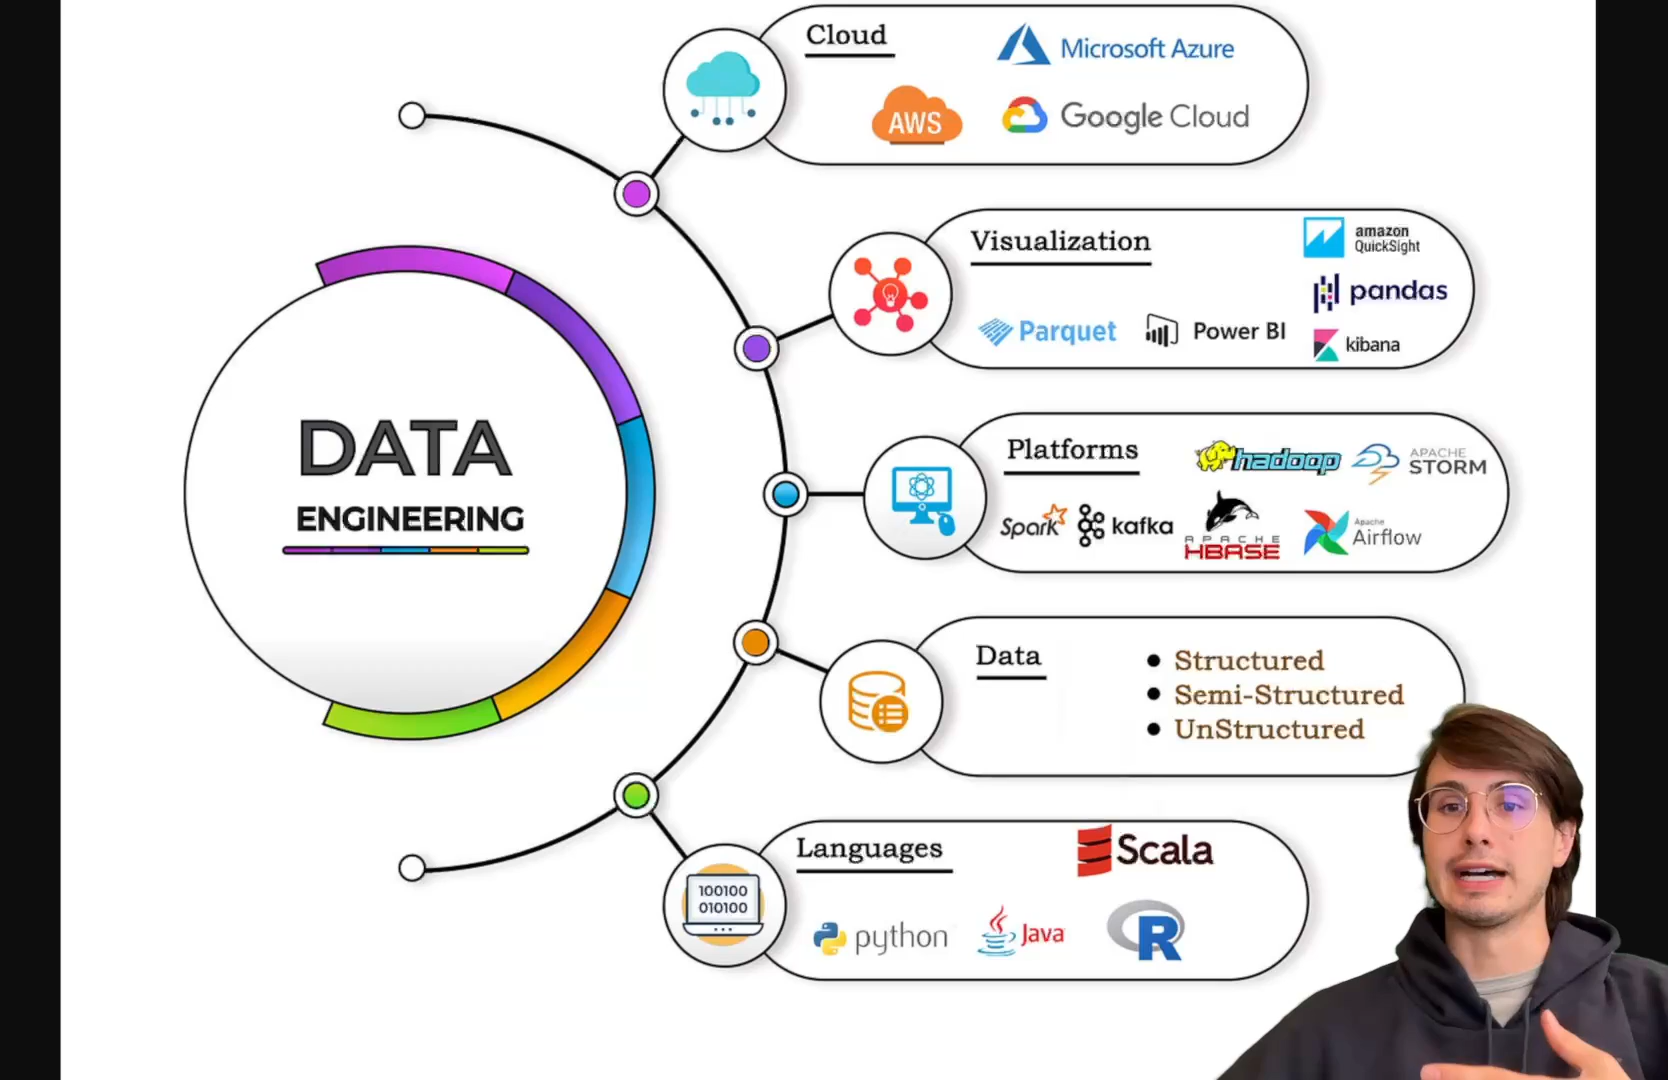 Cloud
Microsoft Azure
AWS
Google Cloud
Visualization
amazon
QuickSight
pandas
Parquet
Power BI
kibana
DATA
ENGINEERING
Platforms
hadoop
APACHE
STORM
Spark
kafka
APACHE
HBASE
Apache
Airflow
Data
• Structured
• Semi-Structured
• UnStructured
Languages
Scala
100100
010100
python
Java
R